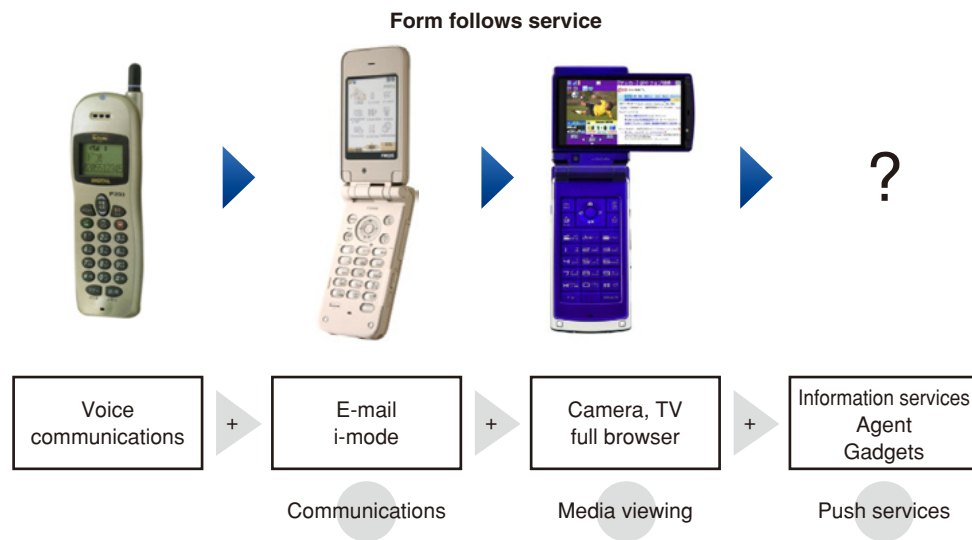 Form follows service
?
Voice
communications
+
E-mail
i-mode
+
Camera, TV
full browser
+
Information services
Agent
Gadgets
Communications
Media viewing
Push services